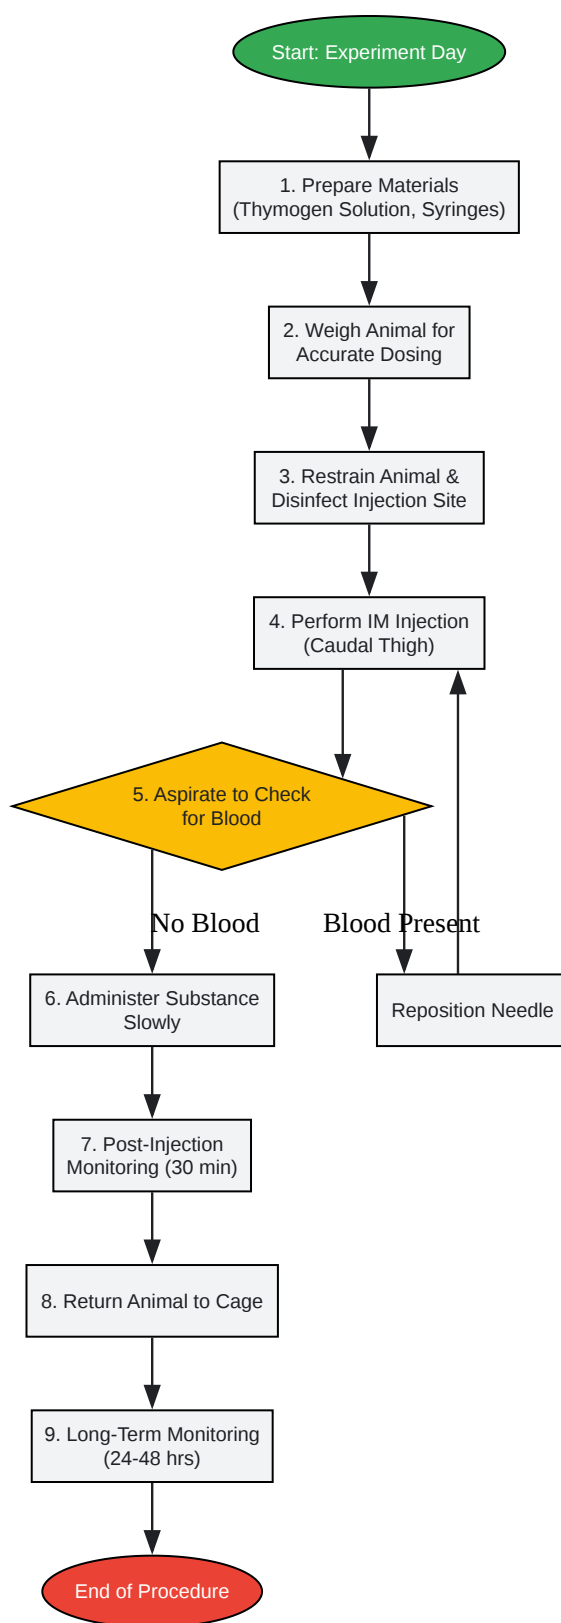 Start: Experiment Day
1. Prepare Materials
(Thymogen Solution, Syringes)
2. Weigh Animal for
Accurate Dosing
3. Restrain Animal &
Disinfect Injection Site
4. Perform IM Injection
(Caudal Thigh)
5. Aspirate to Check
for Blood
No Blood
Blood Present
6. Administer Substance
Slowly
Reposition Needle
7. Post-Injection
Monitoring (30 min)
8. Return Animal to Cage
9. Long-Term Monitoring
(24-48 hrs)
End of Procedure